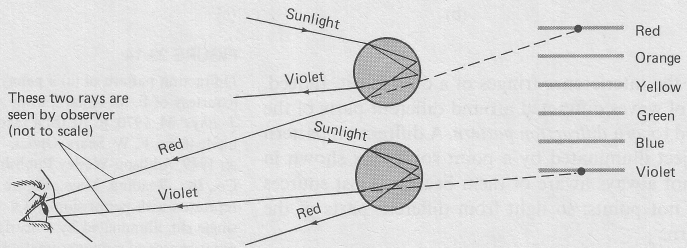 Sunlight
Red
Orange
Violet
Yellow
These two rays are
seen by observer
(not to scale)
Green
Sunlight
Red
Blue
Violet
Violet
Red